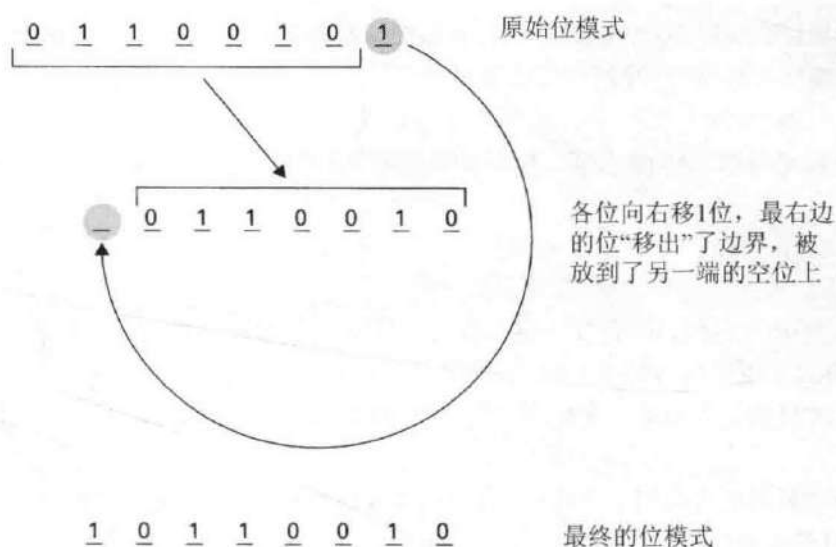 0 1 1 0 0 1 0 1 原始位模式
0 1 1 0 0 1 0
各位向右移1位，最右边
的位“移出”了边界，被
放到了另一端的空位上
1 0 1 1 0 0 1 0 最终的位模式